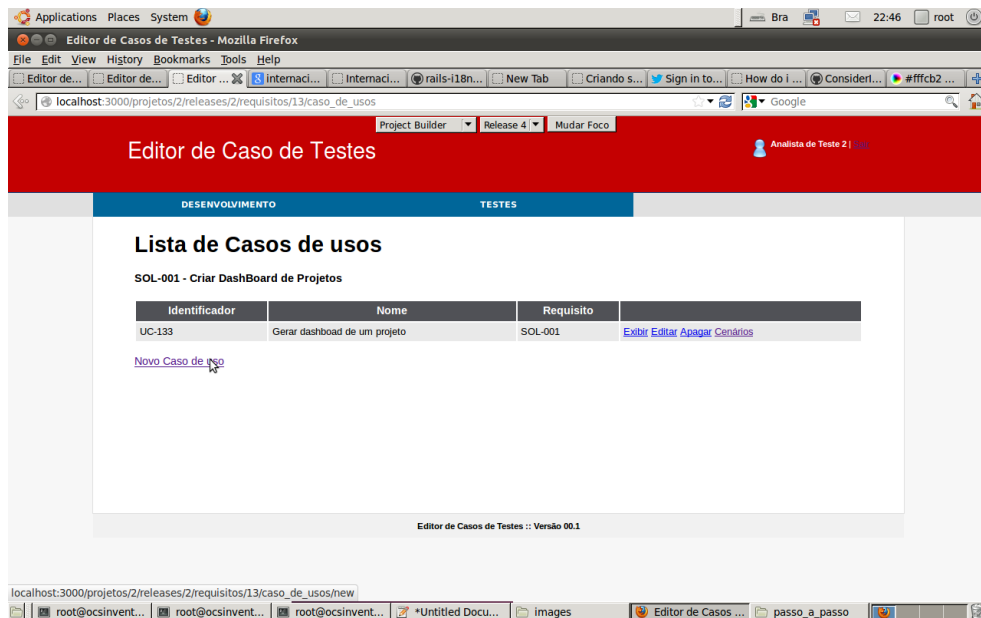 Applications Places System Bra 22:46 root
Editor de Casos de Testes - Mozilla Firefox
File Edit View History Bookmarks Tools Help
Editor de... Editor de... Editor ... internaci... Internaci... rails-i18n... New Tab Criando s... Sign in to... How do i ... ConsiderI... #fffcb2 ...
localhost:3000/projetos/2/releases/2/requisitos/13/caso_de_usos Google
Project Builder Release 4 Mudar Foco
Editor de Caso de Testes
Analista de Teste 2 |
DESENVOLVIMENTO TESTES
Lista de Casos de usos
SOL-001 - Criar DashBoard de Projetos
Identificador Nome Requisito
UC-133 Gerar dashboad de um projeto SOL-001 Exibir Editar Apagar Cenários
Novo Caso de uso
Editor de Casos de Testes :: Versão 00.1
localhost:3000/projetos/2/releases/2/requisitos/13/caso_de_usos/new
root@ocsinvent... root@ocsinvent... root@ocsinvent... *Untitled Docu... images Editor de Casos ... passo_a_passo